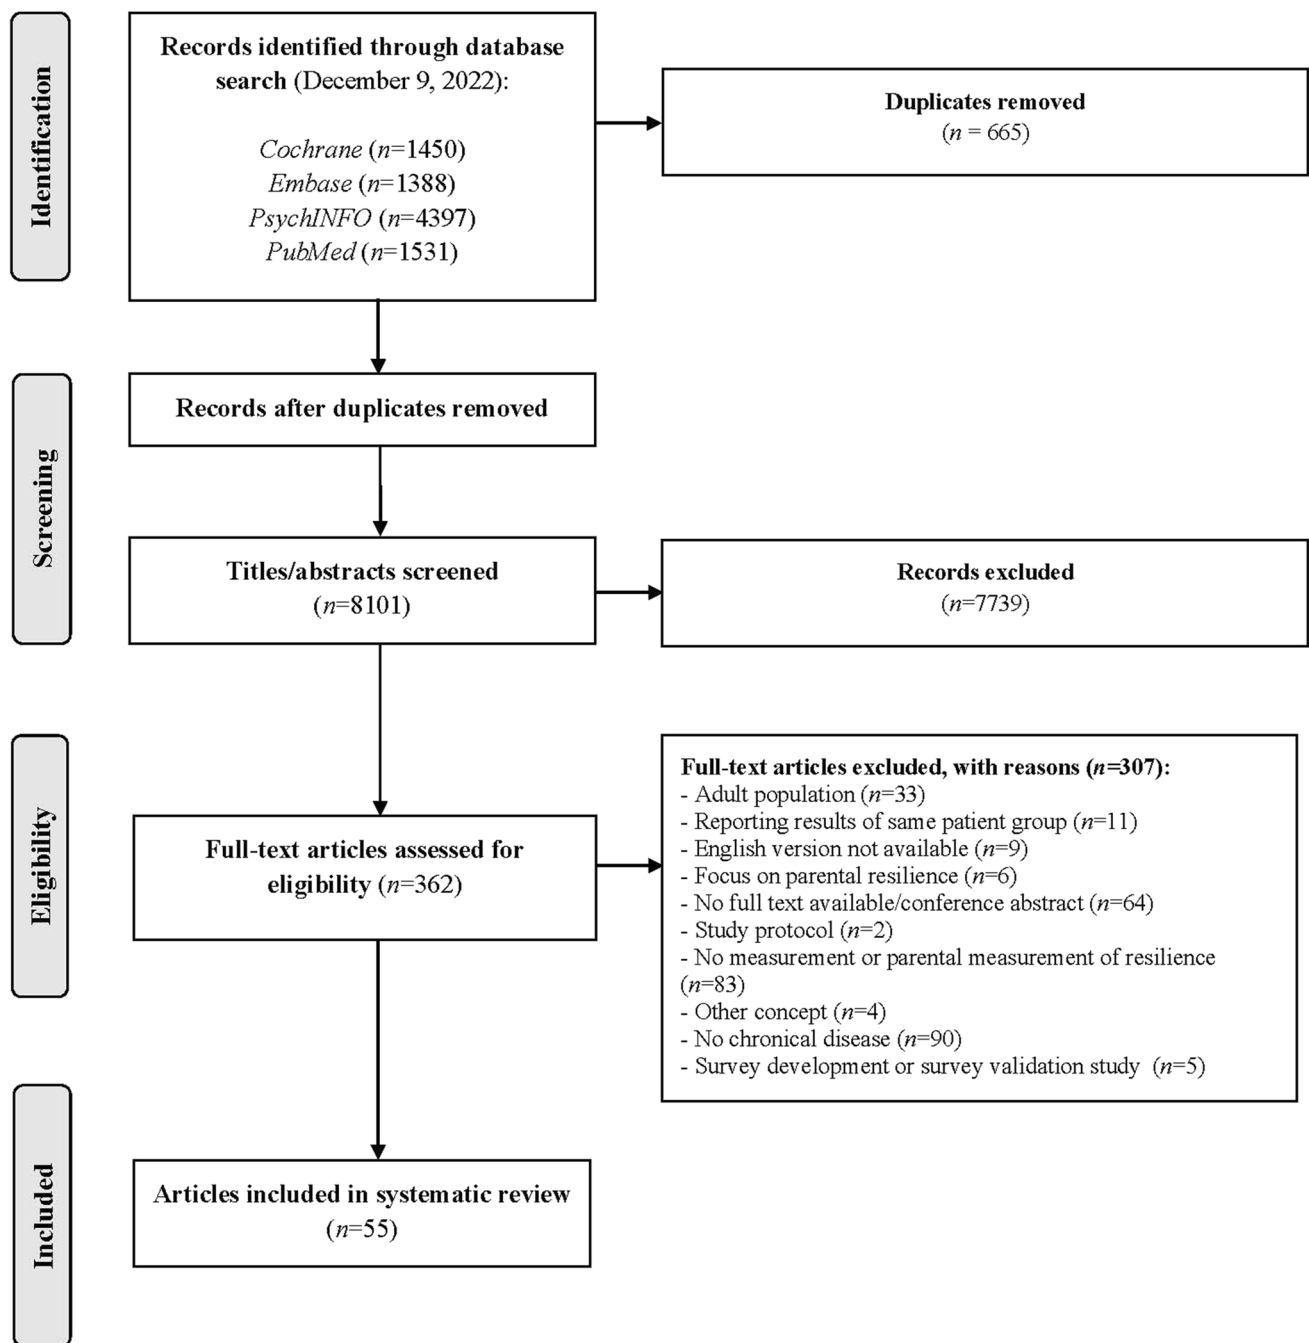 Identification
Records identified through database
search (December 9, 2022):
Cochrane (n=1450)
Embase (n=1388)
PsychINFO (n=4397)
PubMed (n=1531)
Duplicates removed
(n = 665)
Screening
Records after duplicates removed
Titles/abstracts screened
(n=8101)
Records excluded
(n=7739)
Eligibility
Full-text articles assessed for
eligibility (n=362)
Full-text articles excluded, with reasons (n=307):
- Adult population (n=33)
- Reporting results of same patient group (n=11)
- English version not available (n=9)
- Focus on parental resilience (n=6)
- No full text available/conference abstract (n=64)
- Study protocol (n=2)
- No measurement or parental measurement of resilience
(n=83)
- Other concept (n=4)
- No chronical disease (n=90)
- Survey development or survey validation study (n=5)
Included
Articles included in systematic review
(n=55)